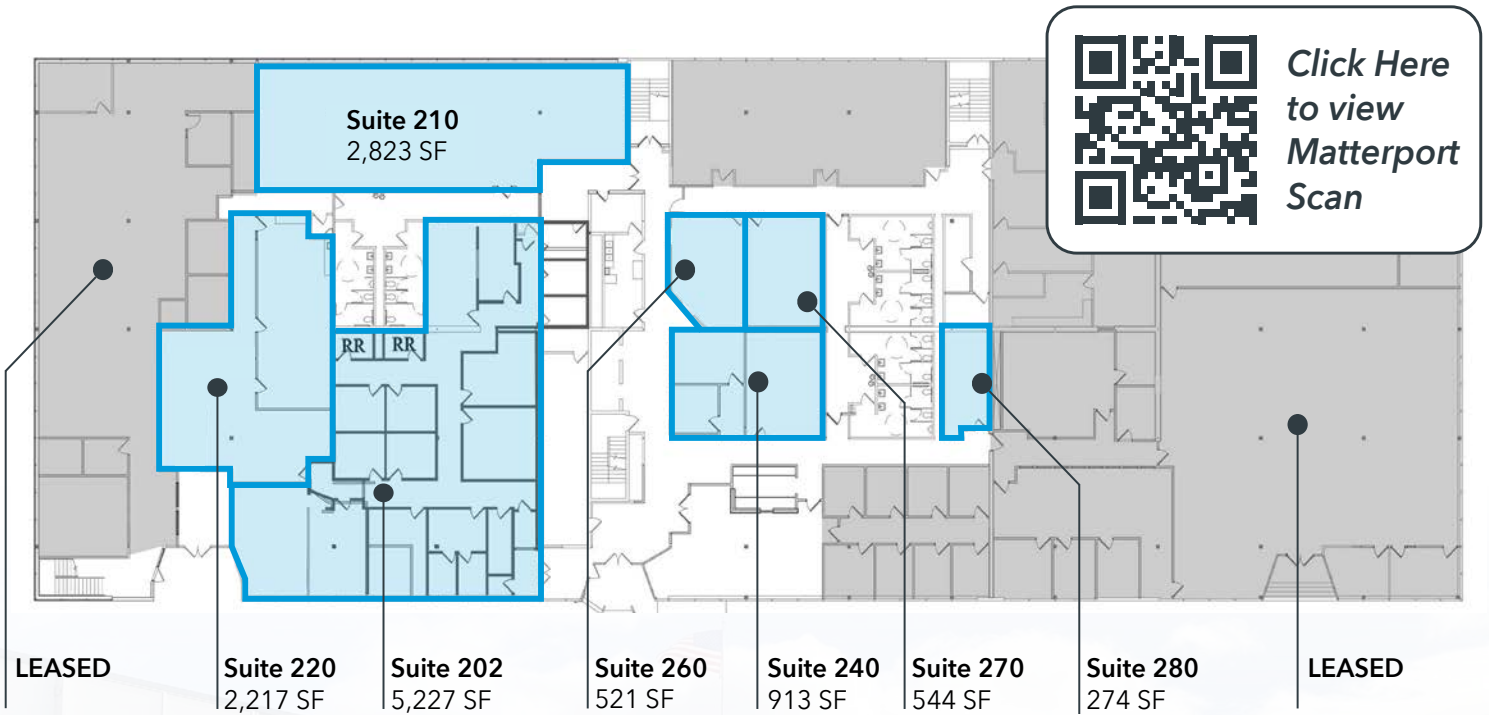 Click Here
to view
Matterport
Scan
Suite 210
2,823 SF
RR RR
LEASED
Suite 220
2,217 SF
Suite 202
5,227 SF
Suite 260
521 SF
Suite 240
913 SF
Suite 270
544 SF
Suite 280
274 SF
LEASED